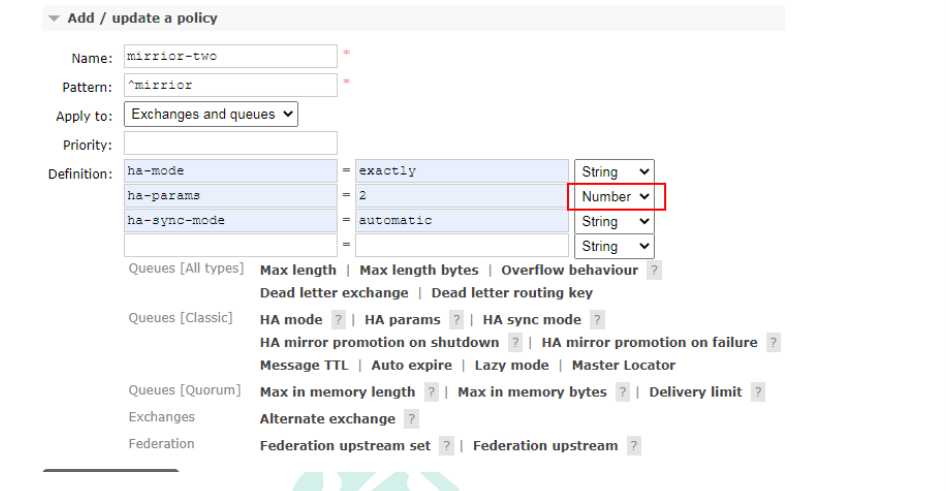 Add / update a policy
Name: mirrior-two *
Pattern: ^mirrior *
Apply to: Exchanges and queues
Priority:
Definition: ha-mode = exactly String
ha-params = 2 Number
ha-sync-mode = automatic String
= String
Queues [All types] Max length | Max length bytes | Overflow behaviour ?
Dead letter exchange | Dead letter routing key
Queues [Classic] HA mode ? | HA params ? | HA sync mode ?
HA mirror promotion on shutdown ? | HA mirror promotion on failure ?
Message TTL | Auto expire | Lazy mode | Master Locator
Queues [Quorum] Max in memory length ? | Max in memory bytes ? | Delivery limit ?
Exchanges Alternate exchange ?
Federation Federation upstream set ? | Federation upstream ?